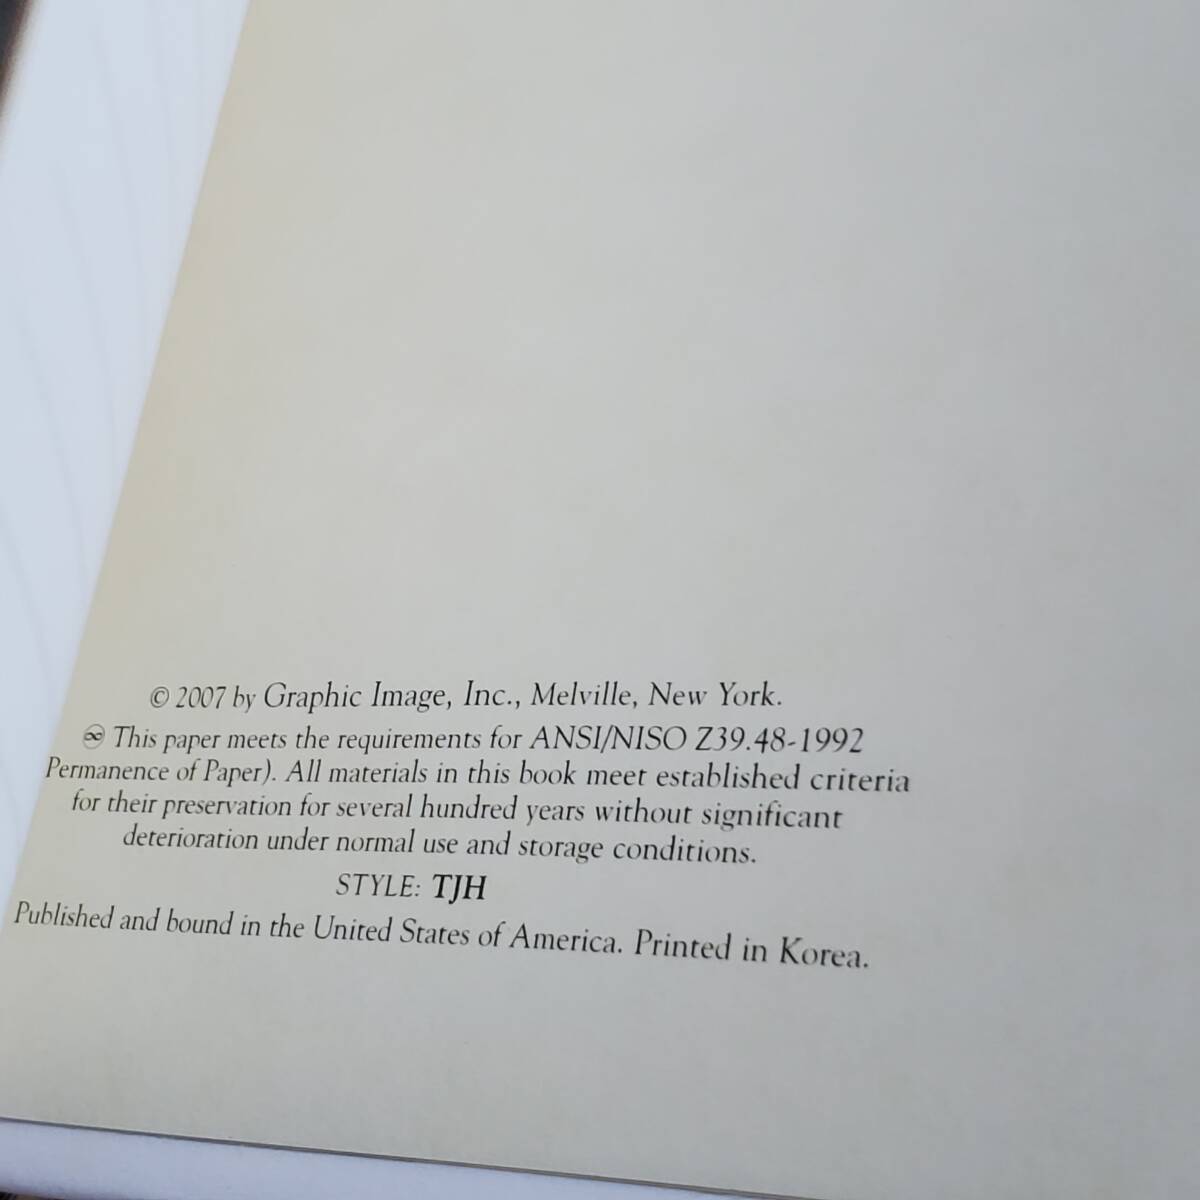 © 2007 by Graphic Image, Inc., Melville, New York.
♾ This paper meets the requirements for ANSI/NISO Z39.48-1992
Permanence of Paper). All materials in this book meet established criteria
for their preservation for several hundred years without significant
deterioration under normal use and storage conditions.
STYLE: TJH
Published and bound in the United States of America. Printed in Korea.